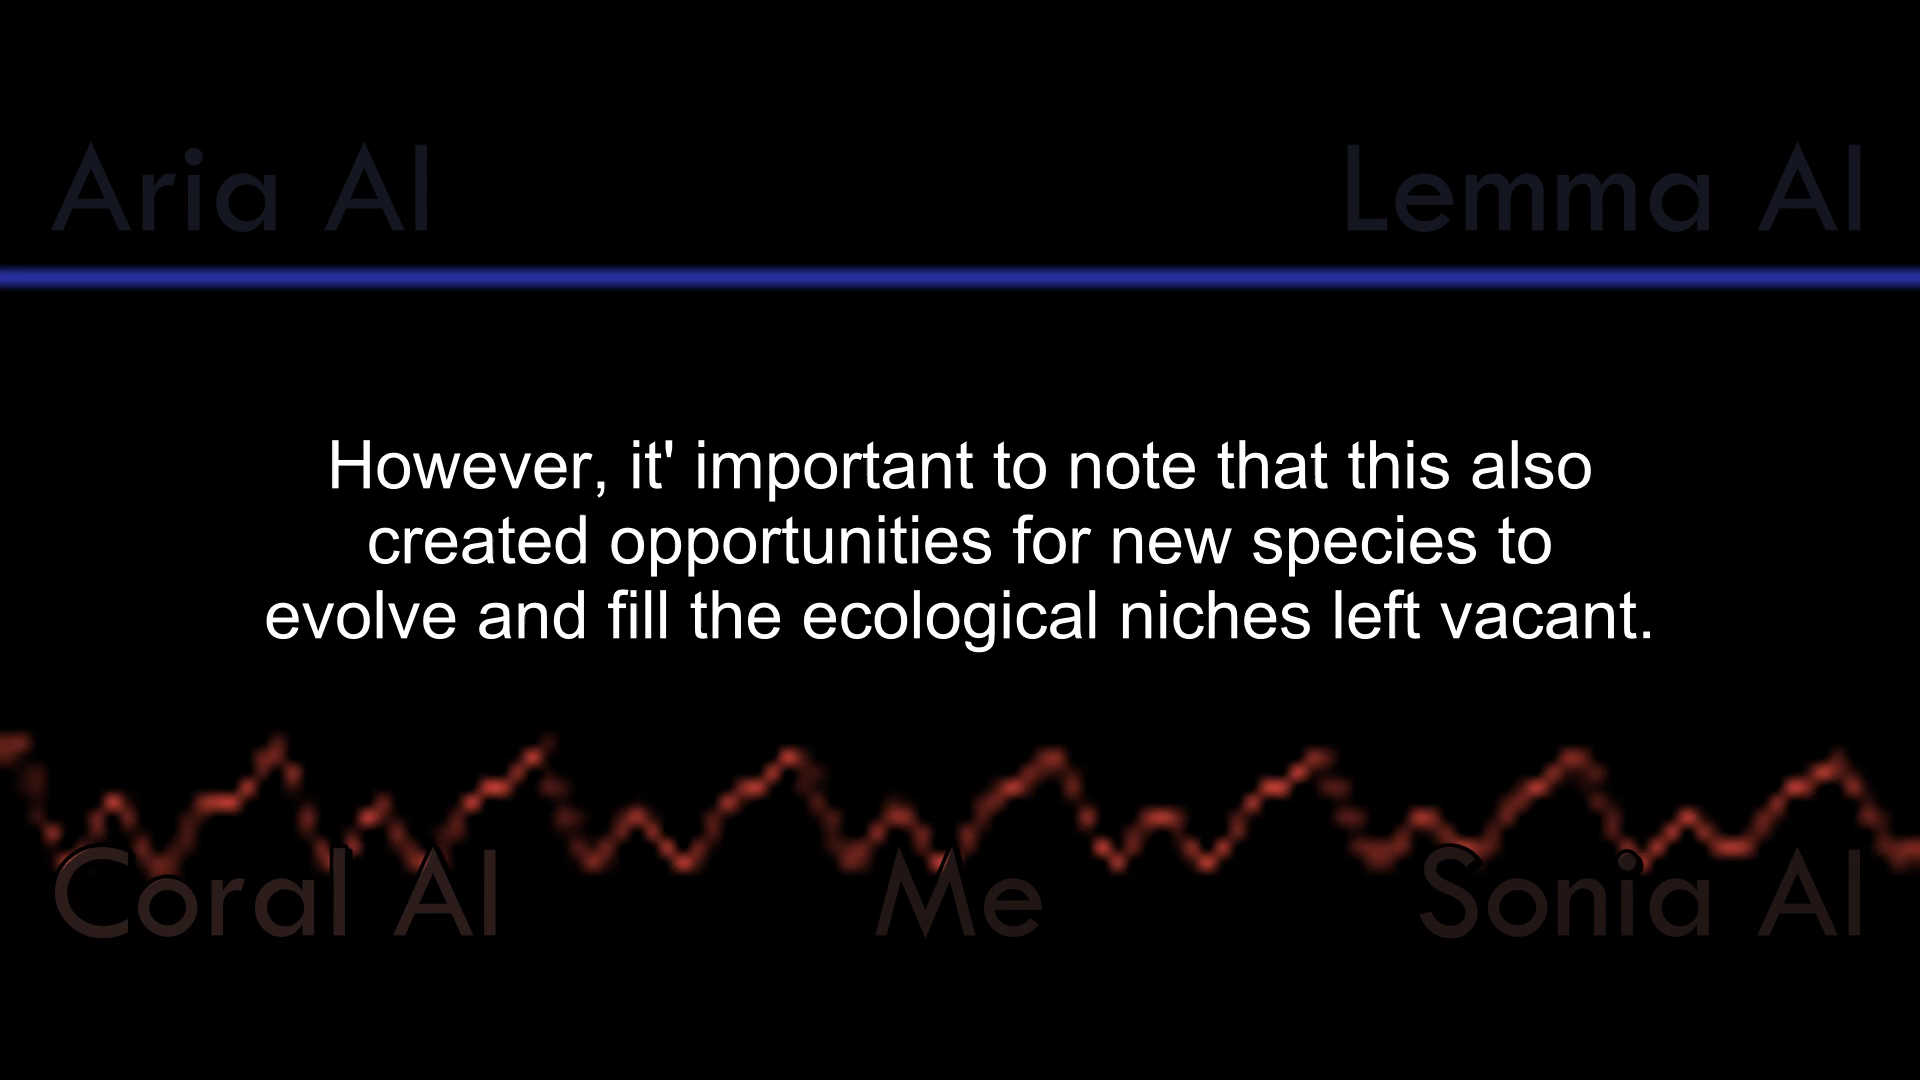 Aria AI
Lemma AI
However, it' important to note that this also
created opportunities for new species to
evolve and fill the ecological niches left vacant.
Coral AI
Me
Sonia AI